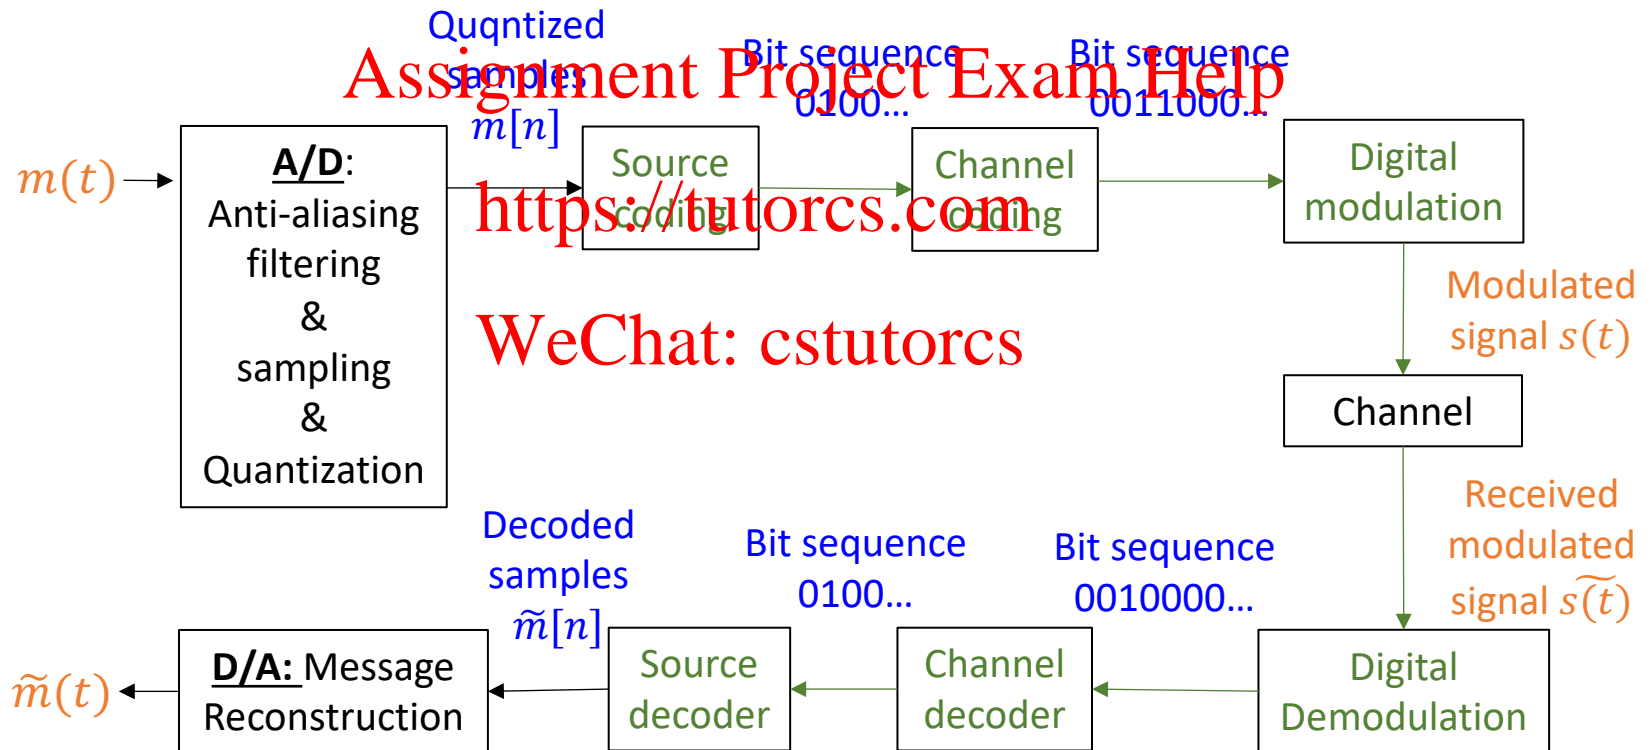 Quqntized
samples
m[n]
Bit sequence
0100...
Bit sequence
0011000...
Assignment Project Exam Help
m(t)
A/D:
Anti-aliasing
filtering
&
sampling
&
Quantization
Source
coding
Channel
coding
Digital
modulation
https://tutorcs.com
WeChat: cstutorcs
Modulated
signal s(t)
Channel
Received
modulated
signal s͠(t)
Digital
Demodulation
Bit sequence
0010000...
Channel
decoder
Bit sequence
0100...
Source
decoder
Decoded
samples
m̃[n]
D/A: Message
Reconstruction
m̃(t)